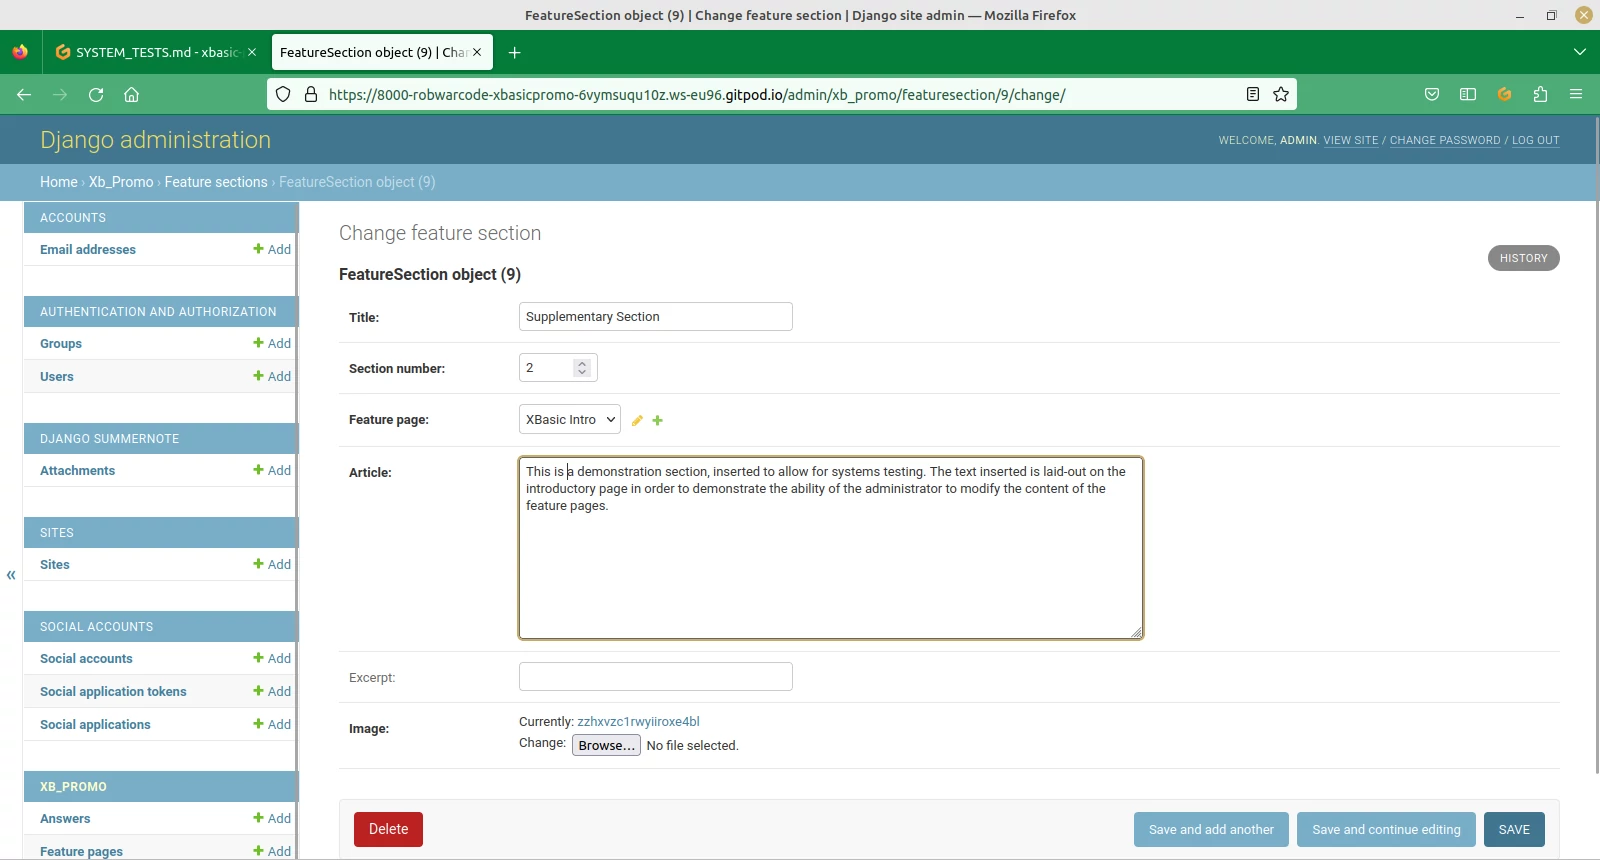 FeatureSection object (9) | Change feature section | Django site admin — Mozilla Firefox
SYSTEM_TESTS.md - xbasic-
FeatureSection object (9) | Chan
https://8000-robwarcode-xbasicpromo-6vymsuqu10z.ws-eu96.gitpod.io/admin/xb_promo/featuresection/9/change/
Django administration
WELCOME, ADMIN. VIEW SITE / CHANGE PASSWORD / LOG OUT
Home › Xb_Promo › Feature sections › FeatureSection object (9)
ACCOUNTS
Email addresses
Add
AUTHENTICATION AND AUTHORIZATION
Groups
Add
Users
Add
DJANGO SUMMERNOTE
Attachments
Add
SITES
Sites
Add
SOCIAL ACCOUNTS
Social accounts
Add
Social application tokens
Add
Social applications
Add
XB_PROMO
Answers
Add
Feature pages
Add
Change feature section
HISTORY
FeatureSection object (9)
Title:
Supplementary Section
Section number:
2
Feature page:
XBasic Intro
Article:
This is a demonstration section, inserted to allow for systems testing. The text inserted is laid-out on the
introductory page in order to demonstrate the ability of the administrator to modify the content of the
feature pages.
Excerpt:
Image:
Currently: zzhxvzc1rwyiiroxe4bl
Change: Browse... No file selected.
Delete
Save and add another
Save and continue editing
SAVE